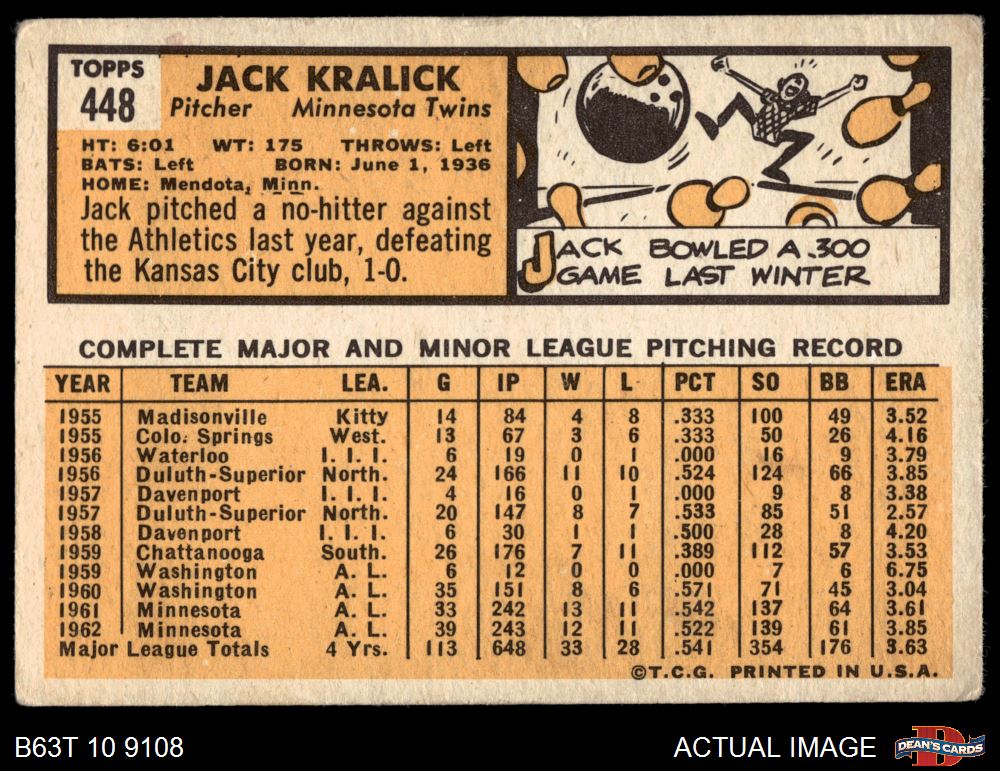 TOPPS
448
JACK KRALICK
Pitcher Minnesota Twins
HT: 6:01 WT: 175 THROWS: Left
BATS: Left BORN: June 1, 1936
HOME: Mendota, Minn.
Jack pitched a no-hitter against
the Athletics last year, defeating
the Kansas City club, 1-0.
JACK BOWLED A .300
GAME LAST WINTER
COMPLETE MAJOR AND MINOR LEAGUE PITCHING RECORD
YEAR TEAM LEA. G IP W L PCT SO BB ERA
1955 Madisonville Kitty 14 84 4 8 .333 100 49 3.52
1955 Colo. Springs West. 13 67 3 6 .333 50 26 4.16
1956 Waterloo I. I. I. 6 19 0 1 .000 16 9 3.79
1956 Duluth-Superior North. 24 166 11 10 .524 124 66 3.85
1957 Davenport I. I. I. 4 16 0 1 .000 9 8 3.38
1957 Duluth-Superior North. 20 147 8 7 .533 85 51 2.57
1958 Davenport I. I. I. 6 30 1 1 .500 28 8 4.20
1959 Chattanooga South. 26 176 7 11 .389 112 57 3.53
1959 Washington A. L. 6 12 0 0 .000 7 6 6.75
1960 Washington A. L. 35 151 8 6 .571 71 45 3.04
1961 Minnesota A. L. 33 242 13 11 .542 137 64 3.61
1962 Minnesota A. L. 39 243 12 11 .522 139 61 3.85
Major League Totals 4 Yrs. 113 648 33 28 .541 354 176 3.63
©T.C.G. PRINTED IN U.S.A.
B63T 10 9108
ACTUAL IMAGE
DEAN'S CARDS